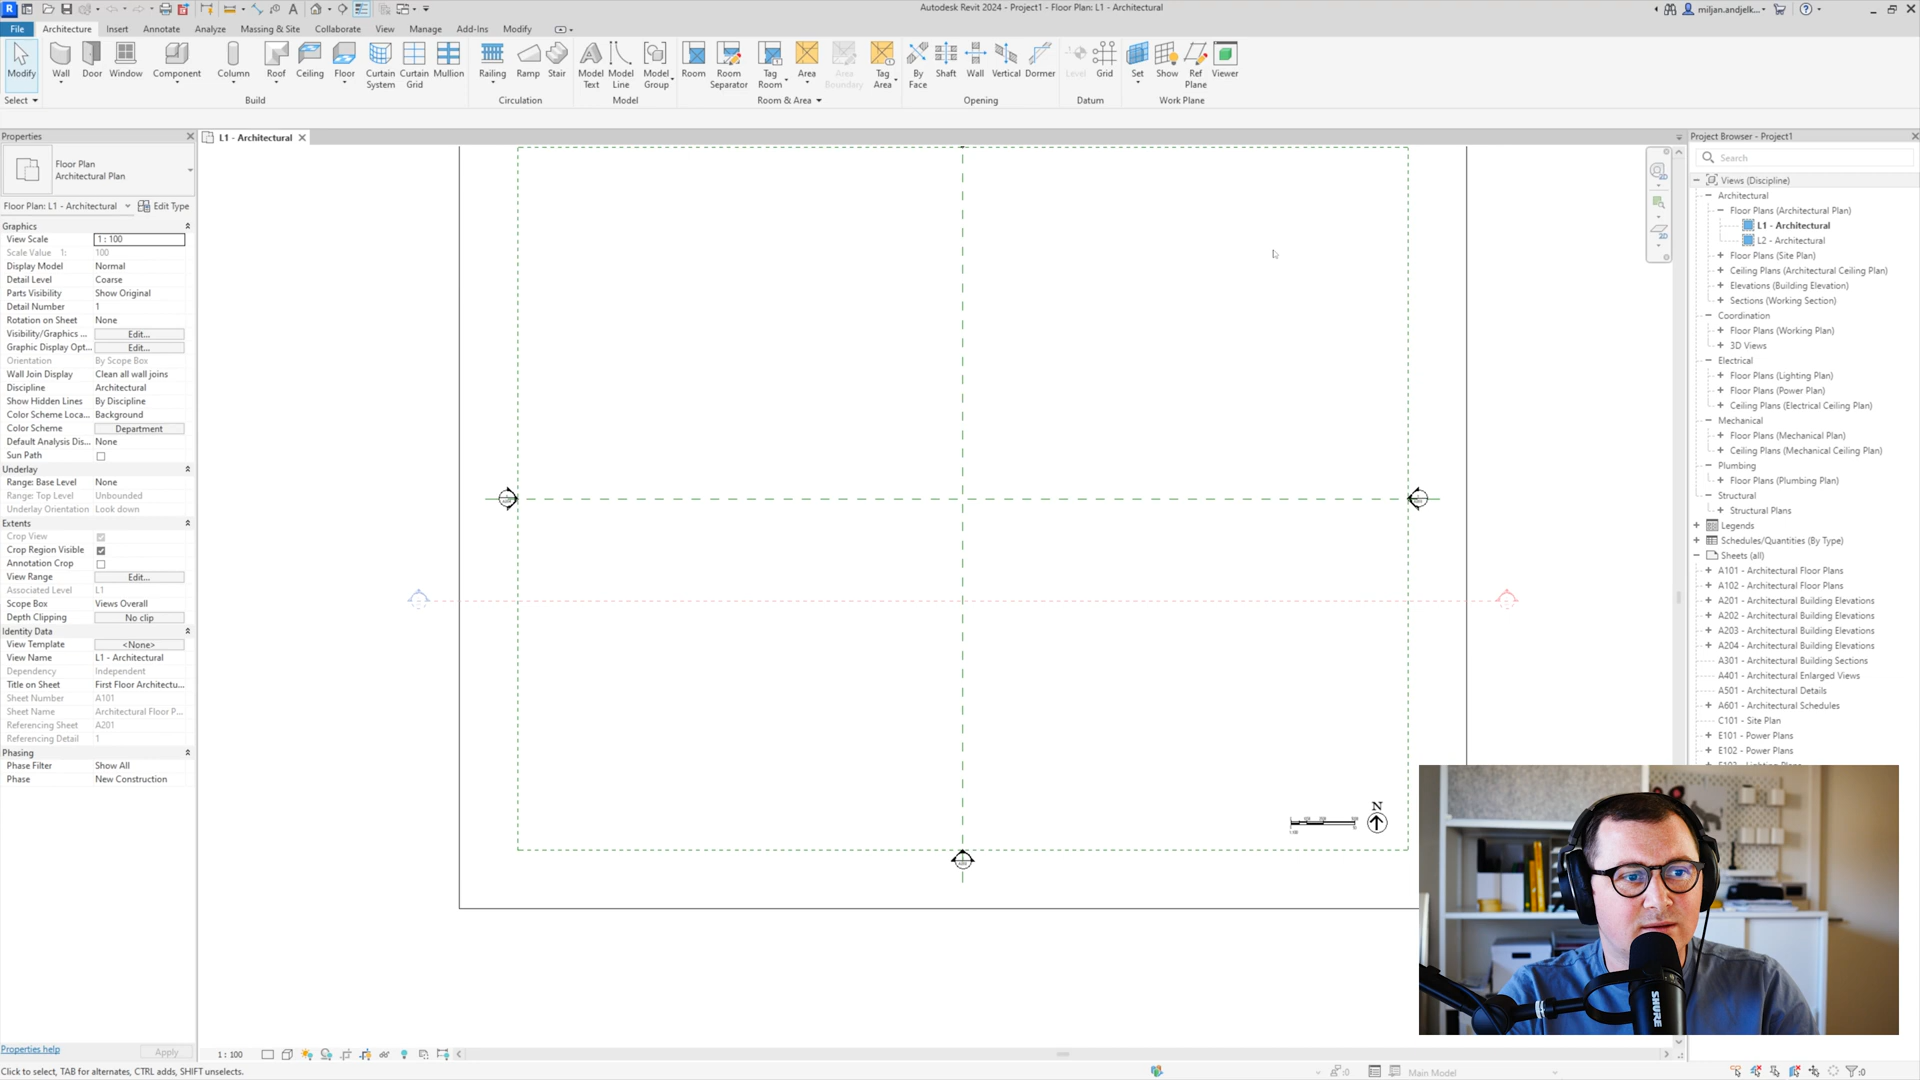 Autodesk Revit 2024 - Project1 - Floor Plan: L1 - Architectural
miljan.andjelk...
File Architecture Insert Annotate Analyze Massing & Site Collaborate View Manage Add-Ins Modify
Modify Wall Door Window Component Column Roof Ceiling Floor Curtain System Curtain Grid Mullion Railing Ramp Stair Model Text Model Line Model Group Room Room Separator Tag Room Area Area Boundary Tag Area By Face Shaft Wall Vertical Dormer Level Grid Set Show Ref Plane Viewer
Select Build Circulation Model Room & Area Opening Datum Work Plane
Properties
Floor Plan
Architectural Plan
Floor Plan: L1 - Architectural Edit Type
Graphics
View Scale 1 : 100
Scale Value 1: 100
Display Model Normal
Detail Level Coarse
Parts Visibility Show Original
Detail Number 1
Rotation on Sheet None
Visibility/Graphics ... Edit...
Graphic Display Opt... Edit...
Orientation By Scope Box
Wall Join Display Clean all wall joins
Discipline Architectural
Show Hidden Lines By Discipline
Color Scheme Loca... Background
Color Scheme Department
Default Analysis Dis... None
Sun Path
Underlay
Range: Base Level None
Range: Top Level Unbounded
Underlay Orientation Look down
Extents
Crop View
Crop Region Visible
Annotation Crop
View Range Edit...
Associated Level L1
Scope Box Views Overall
Depth Clipping No clip
Identity Data
View Template <None>
View Name L1 - Architectural
Dependency Independent
Title on Sheet First Floor Architectu...
Sheet Number A101
Sheet Name Architectural Floor P...
Referencing Sheet A201
Referencing Detail 1
Phasing
Phase Filter Show All
Phase New Construction
Properties help Apply
L1 - Architectural
N
1 : 100
Project Browser - Project1
Search
Views (Discipline)
Architectural
Floor Plans (Architectural Plan)
L1 - Architectural
L2 - Architectural
Floor Plans (Site Plan)
Ceiling Plans (Architectural Ceiling Plan)
Elevations (Building Elevation)
Sections (Working Section)
Coordination
Floor Plans (Working Plan)
3D Views
Electrical
Floor Plans (Lighting Plan)
Floor Plans (Power Plan)
Ceiling Plans (Electrical Ceiling Plan)
Mechanical
Floor Plans (Mechanical Plan)
Ceiling Plans (Mechanical Ceiling Plan)
Plumbing
Floor Plans (Plumbing Plan)
Structural
Structural Plans
Legends
Schedules/Quantities (By Type)
Sheets (all)
A101 - Architectural Floor Plans
A102 - Architectural Floor Plans
A201 - Architectural Building Elevations
A202 - Architectural Building Elevations
A203 - Architectural Building Elevations
A204 - Architectural Building Elevations
A301 - Architectural Building Sections
A401 - Architectural Enlarged Views
A501 - Architectural Details
A601 - Architectural Schedules
C101 - Site Plan
E101 - Power Plans
E102 - Power Plans
SHURE
Click to select, TAB for alternates, CTRL adds, SHIFT unselects.
:0 Main Model :0